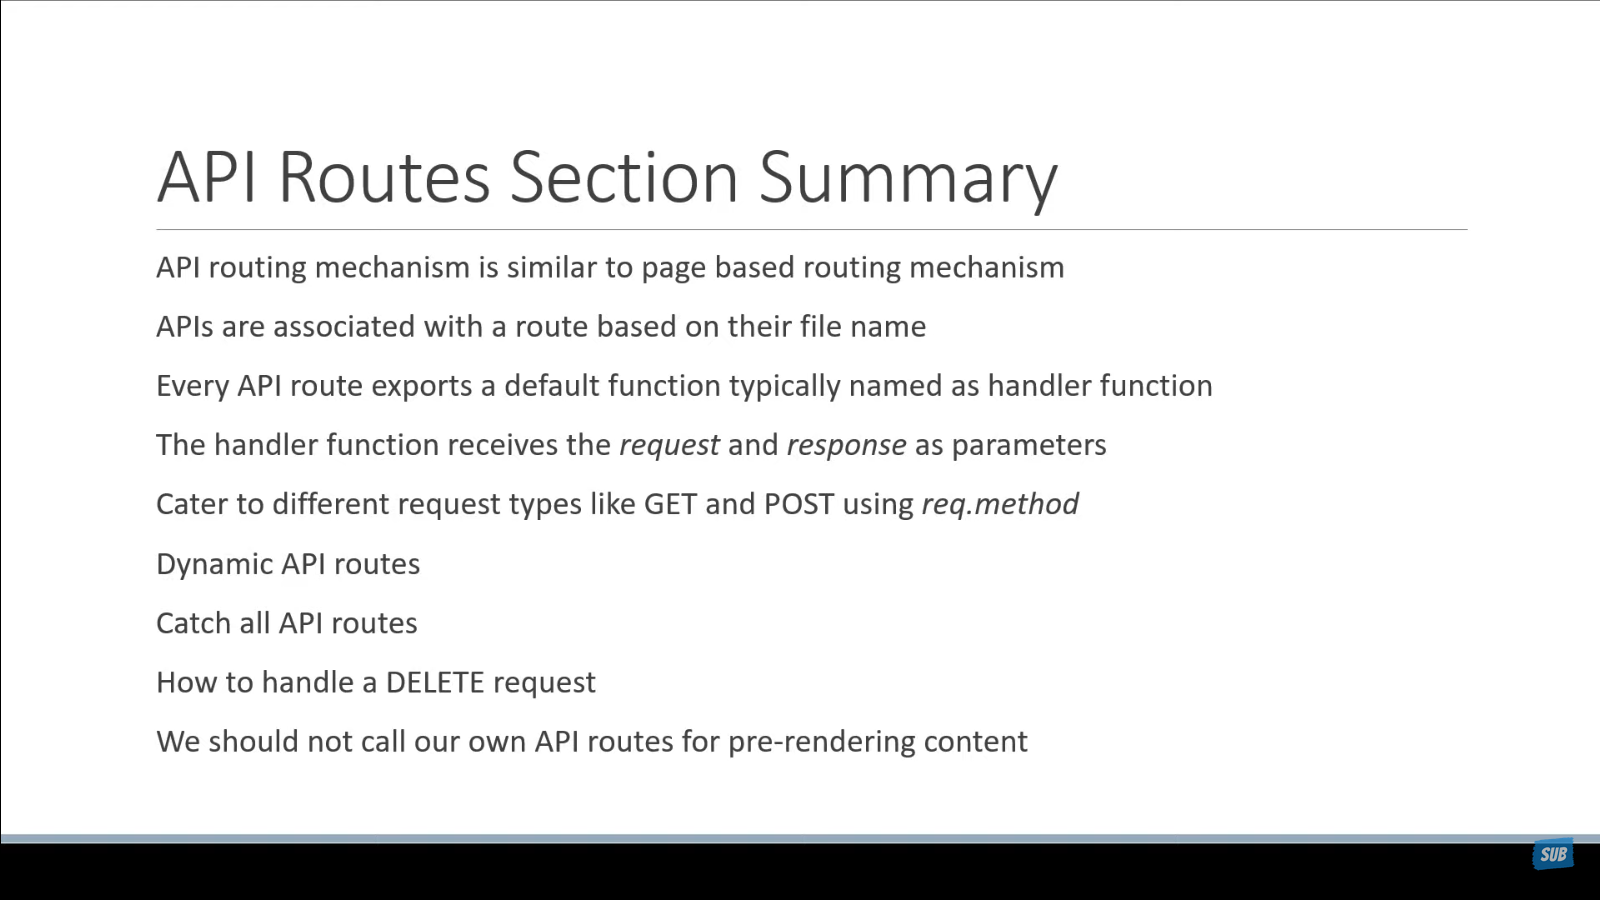 API Routes Section Summary
API routing mechanism is similar to page based routing mechanism
APIs are associated with a route based on their file name
Every API route exports a default function typically named as handler function
The handler function receives the request and response as parameters
Cater to different request types like GET and POST using req.method
Dynamic API routes
Catch all API routes
How to handle a DELETE request
We should not call our own API routes for pre-rendering content
SUB